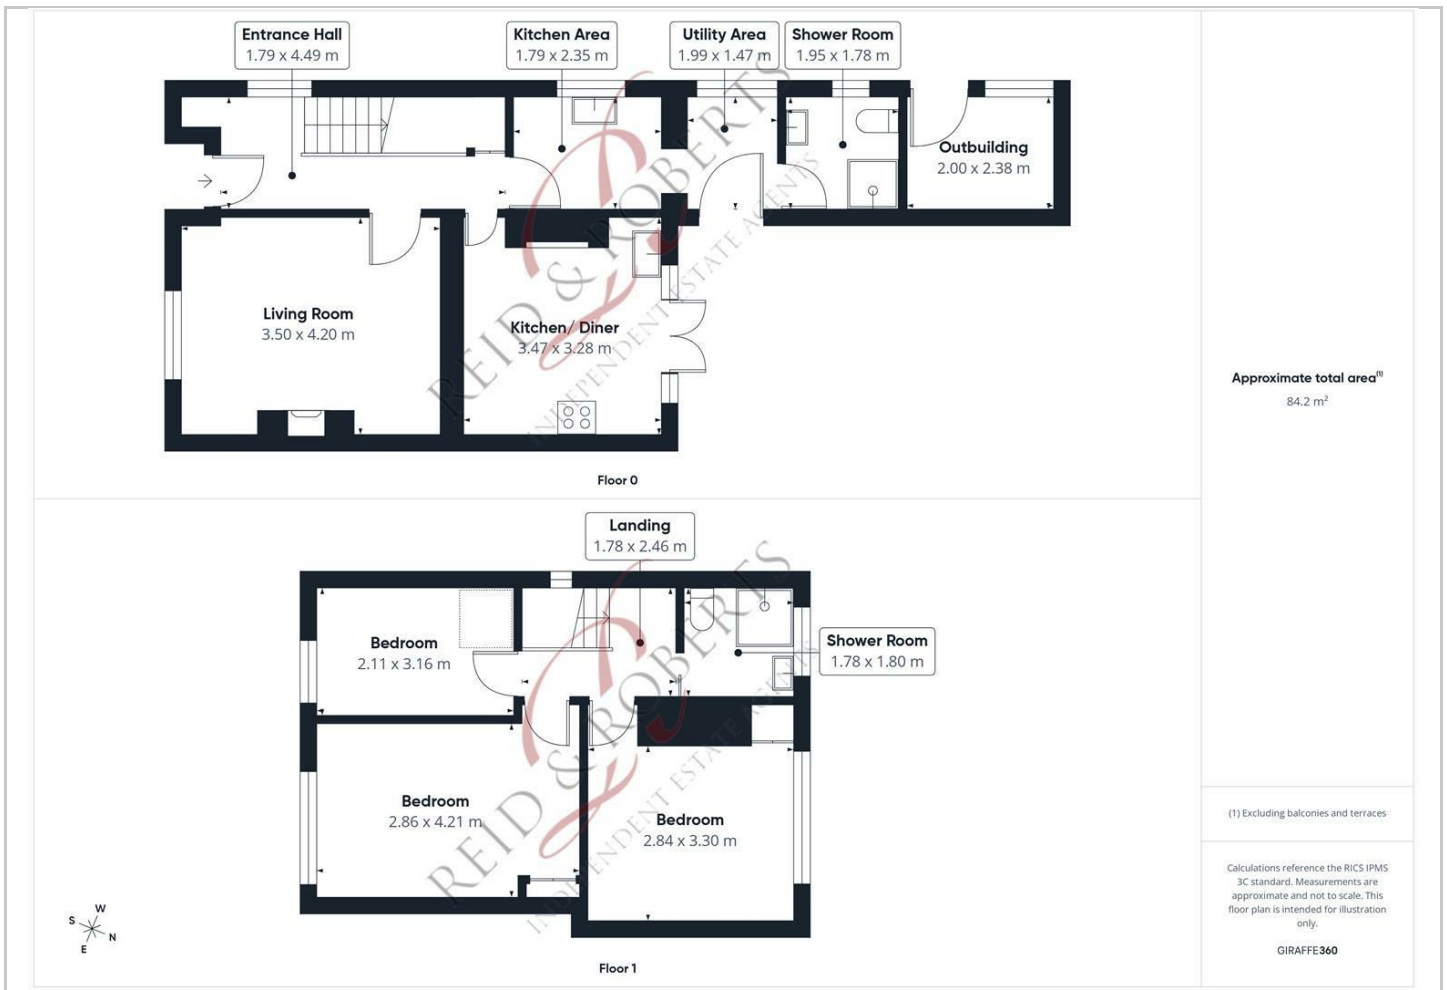 Entrance Hall
1.79 x 4.49 m
Kitchen Area
1.79 x 2.35 m
Utility Area
1.99 x 1.47 m
Shower Room
1.95 x 1.78 m
Outbuilding
2.00 x 2.38 m
Living Room
3.50 x 4.20 m
Kitchen/ Diner
3.47 x 3.28 m
REID & ROBERTS
INDEPENDENT ESTATE AGENTS
Floor 0
Approximate total area(1)
84.2 m²
Landing
1.78 x 2.46 m
Bedroom
2.11 x 3.16 m
Shower Room
1.78 x 1.80 m
Bedroom
2.86 x 4.21 m
Bedroom
2.84 x 3.30 m
REID & ROBERTS
INDEPENDENT ESTATE AGENTS
W
S
N
E
Floor 1
(1) Excluding balconies and terraces
Calculations reference the RICS IPMS
3C standard. Measurements are
approximate and not to scale. This
floor plan is intended for illustration
only.
GIRAFFE360